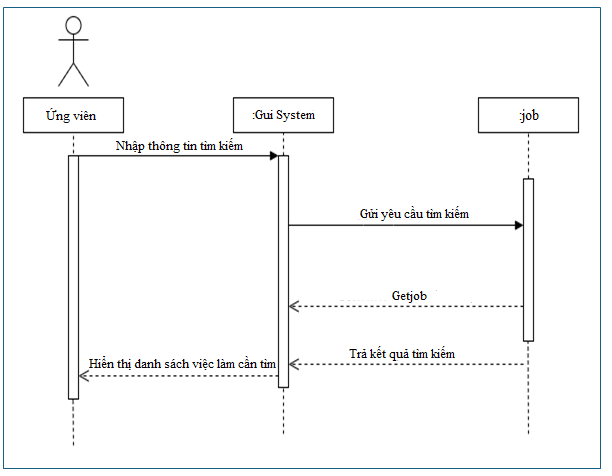 Ứng viên
:Gui System
:job
Nhập thông tin tìm kiếm
Gửi yêu cầu tìm kiếm
Getjob
Trả kết quả tìm kiếm
Hiển thị danh sách việc làm cần tìm